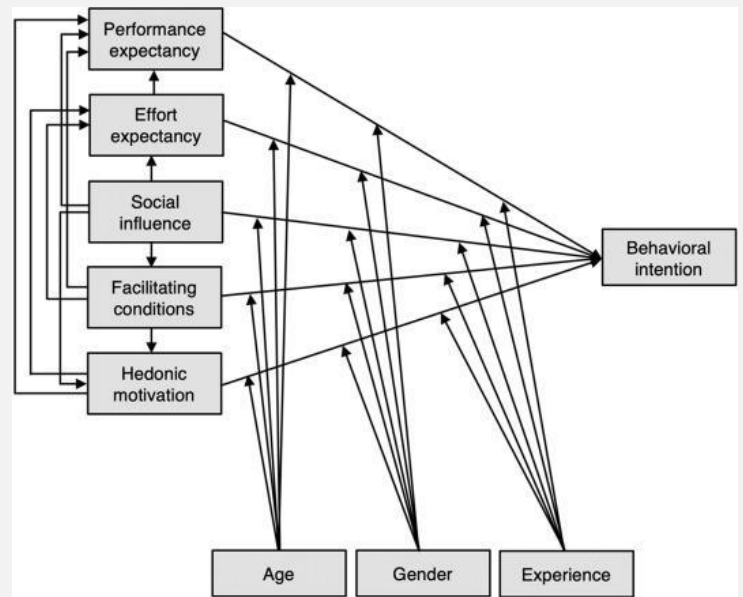 Performance
expectancy
Effort
expectancy
Social
influence
Facilitating
conditions
Hedonic
motivation
Behavioral
intention
Age
Gender
Experience